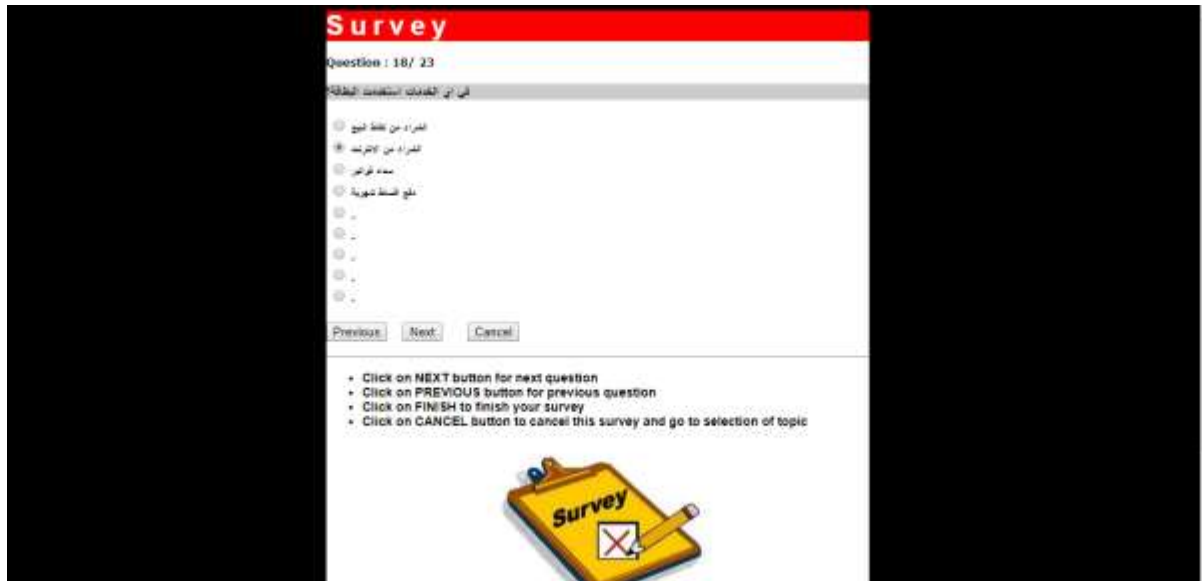 Survey
Question : 18/ 23
في اي الخدمات استخدمت البطاقة؟
الشراء من نقاط البيع
الشراء من الانترنت
سداد فواتير
دفع اقساط شهرية
-
-
-
-
-
Previous Next Cancel
• Click on NEXT button for next question
• Click on PREVIOUS button for previous question
• Click on FINISH to finish your survey
• Click on CANCEL button to cancel this survey and go to selection of topic
Survey